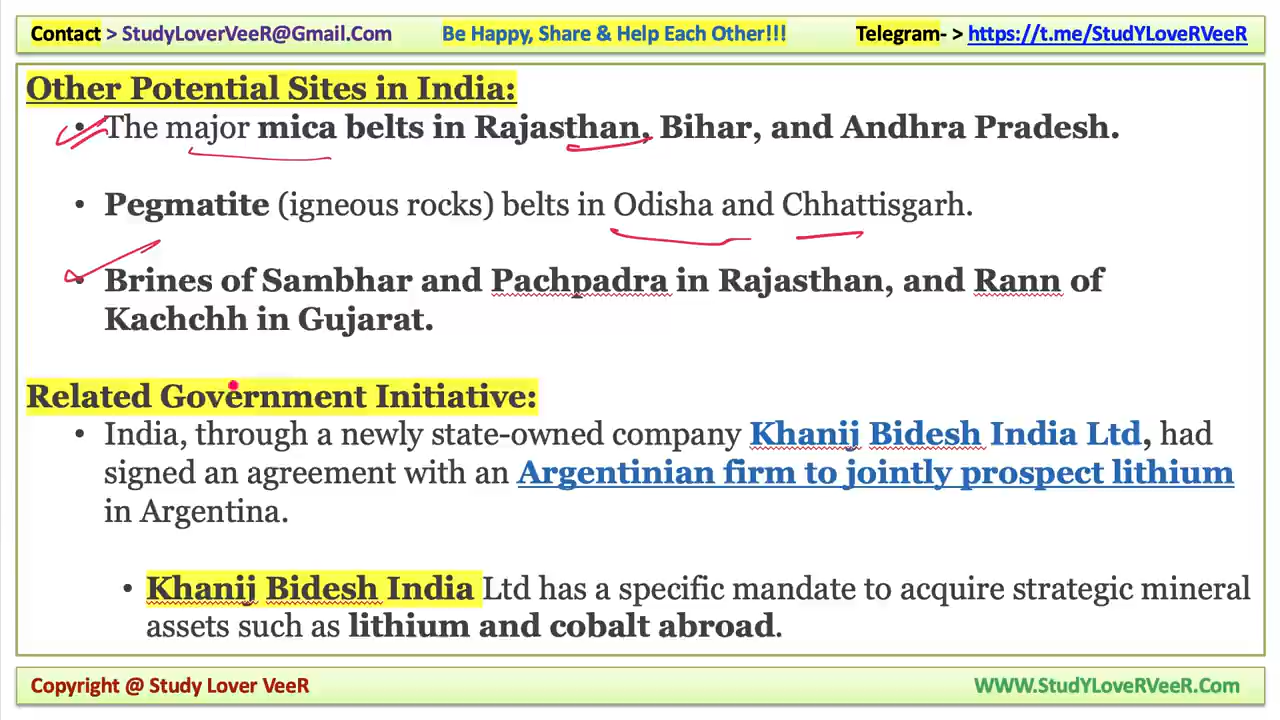 Contact > StudyLoverVeeR@Gmail.Com Be Happy, Share & Help Each Other!!! Telegram- > https://t.me/StudYLoveRVeeR
Other Potential Sites in India:
• The major mica belts in Rajasthan, Bihar, and Andhra Pradesh.
• Pegmatite (igneous rocks) belts in Odisha and Chhattisgarh.
• Brines of Sambhar and Pachpadra in Rajasthan, and Rann of
Kachchh in Gujarat.
Related Government Initiative:
• India, through a newly state-owned company Khanij Bidesh India Ltd, had
signed an agreement with an Argentinian firm to jointly prospect lithium
in Argentina.
• Khanij Bidesh India Ltd has a specific mandate to acquire strategic mineral
assets such as lithium and cobalt abroad.
Copyright @ Study Lover VeeR WWW.StudYLoveRVeeR.Com